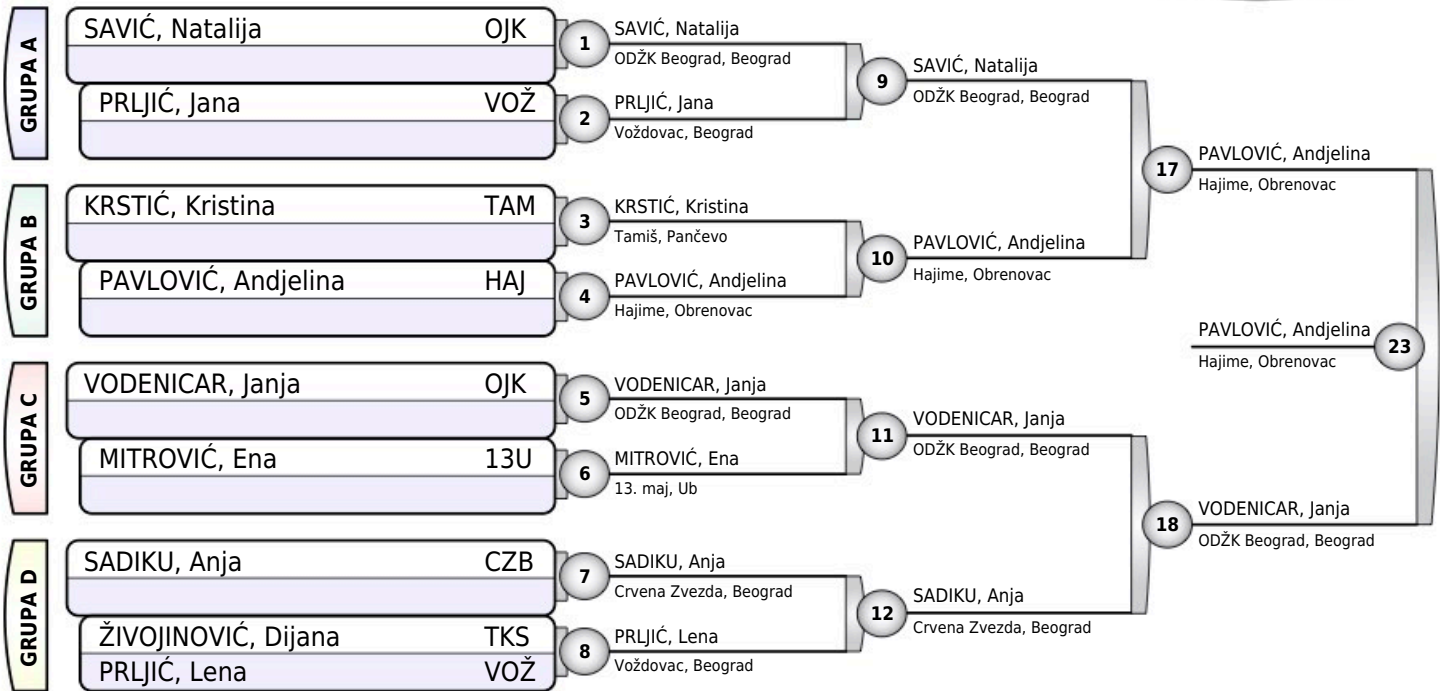 GRUPA A
SAVIĆ, Natalija OJK
PRLJIĆ, Jana VOŽ
1
SAVIĆ, Natalija
ODŽK Beograd, Beograd
2
PRLJIĆ, Jana
Voždovac, Beograd
9
SAVIĆ, Natalija
ODŽK Beograd, Beograd
GRUPA B
KRSTIĆ, Kristina TAM
PAVLOVIĆ, Andjelina HAJ
3
KRSTIĆ, Kristina
Tamiš, Pančevo
4
PAVLOVIĆ, Andjelina
Hajime, Obrenovac
10
PAVLOVIĆ, Andjelina
Hajime, Obrenovac
17
PAVLOVIĆ, Andjelina
Hajime, Obrenovac
GRUPA C
VODENICAR, Janja OJK
MITROVIĆ, Ena 13U
5
VODENICAR, Janja
ODŽK Beograd, Beograd
6
MITROVIĆ, Ena
13. maj, Ub
11
VODENICAR, Janja
ODŽK Beograd, Beograd
GRUPA D
SADIKU, Anja CZB
ŽIVOJINOVIĆ, Dijana TKS
PRLJIĆ, Lena VOŽ
7
SADIKU, Anja
Crvena Zvezda, Beograd
8
PRLJIĆ, Lena
Voždovac, Beograd
12
SADIKU, Anja
Crvena Zvezda, Beograd
18
VODENICAR, Janja
ODŽK Beograd, Beograd
PAVLOVIĆ, Andjelina
Hajime, Obrenovac
23